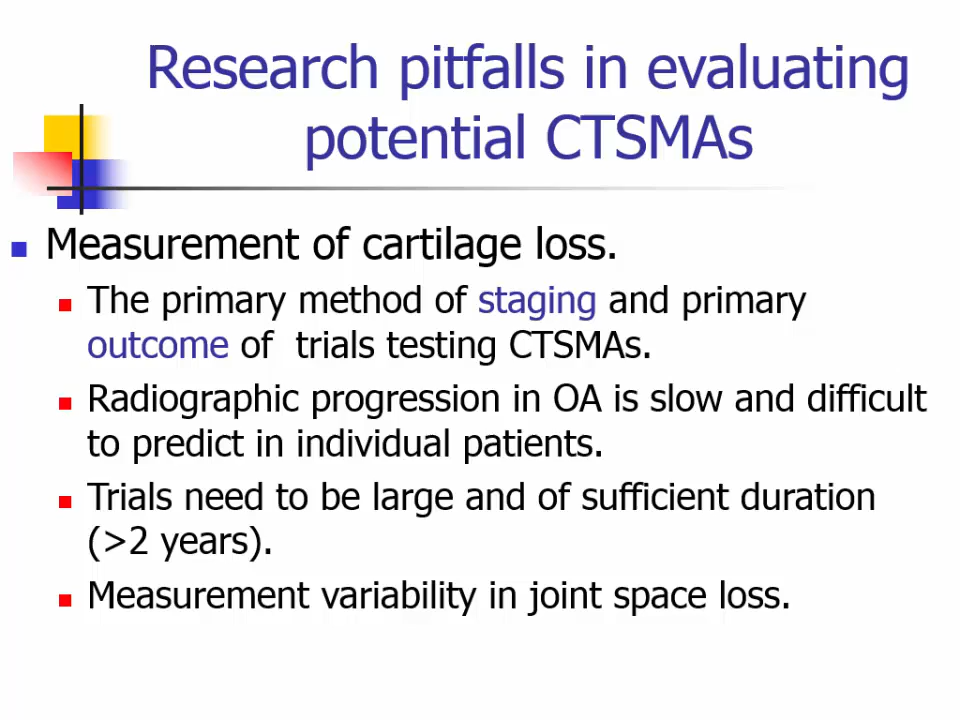 Research pitfalls in evaluating
potential CTSMAs
Measurement of cartilage loss.
The primary method of staging and primary
outcome of trials testing CTSMAs.
Radiographic progression in OA is slow and difficult
to predict in individual patients.
Trials need to be large and of sufficient duration
(>2 years).
Measurement variability in joint space loss.